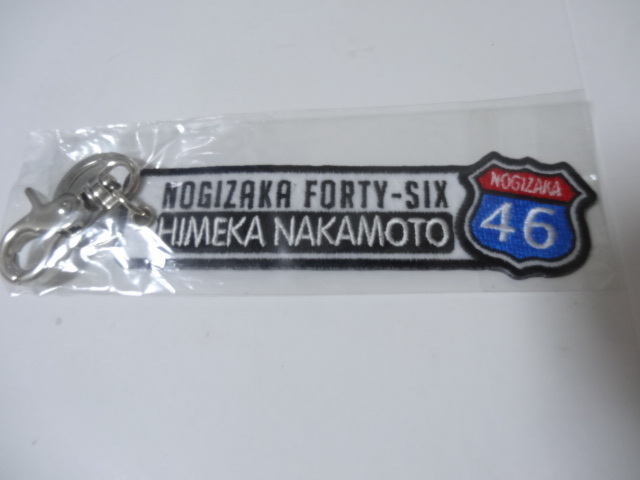 NOGIZAKA FORTY-SIX
HIMEKA NAKAMOTO
NOGIZAKA
46